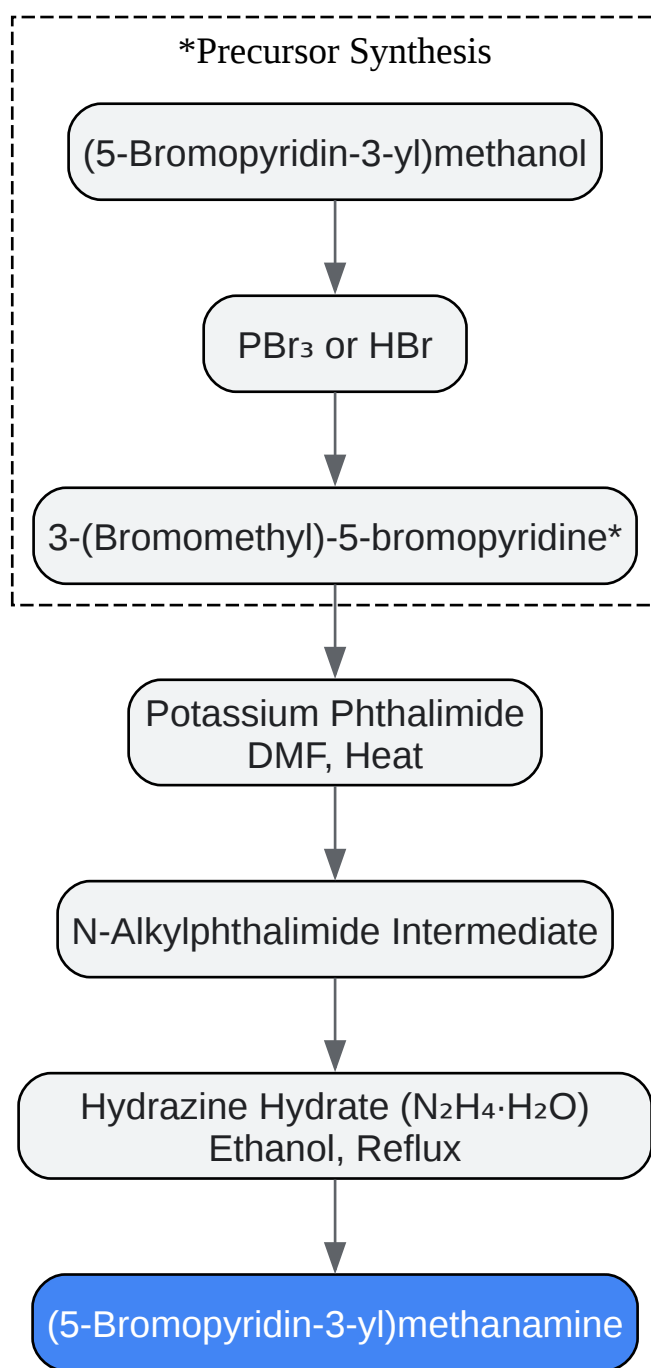 *Precursor Synthesis
(5-Bromopyridin-3-yl)methanol
PBr₃ or HBr
3-(Bromomethyl)-5-bromopyridine*
Potassium Phthalimide
DMF, Heat
N-Alkylphthalimide Intermediate
Hydrazine Hydrate (N₂H₄·H₂O)
Ethanol, Reflux
(5-Bromopyridin-3-yl)methanamine